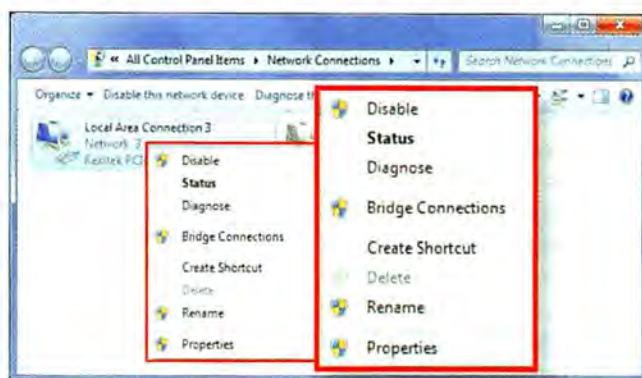 « All Control Panel Items ▸ Network Connections ▸
Search Network Connections
Organize ▾ Disable this network device Diagnose
Local Area Connection 3
Network 3
Realtek PCI
Disable
Status
Diagnose
Bridge Connections
Create Shortcut
Delete
Rename
Properties
Disable
Status
Diagnose
Bridge Connections
Create Shortcut
Delete
Rename
Properties